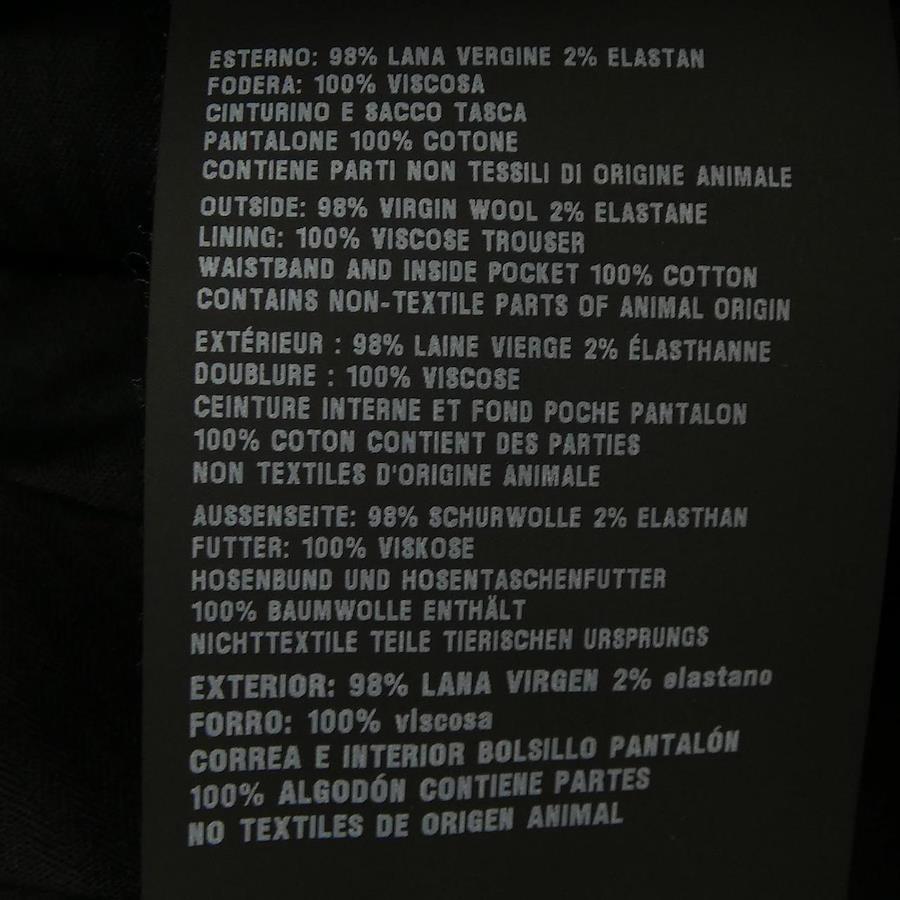 ESTERNO: 98% LANA VERGINE 2% ELASTAN
FODERA: 100% VISCOSA
CINTURINO E SACCO TASCA
PANTALONE 100% COTONE
CONTIENE PARTI NON TESSILI DI ORIGINE ANIMALE
OUTSIDE: 98% VIRGIN WOOL 2% ELASTANE
LINING: 100% VISCOSE TROUSER
WAISTBAND AND INSIDE POCKET 100% COTTON
CONTAINS NON-TEXTILE PARTS OF ANIMAL ORIGIN
EXTÉRIEUR : 98% LAINE VIERGE 2% ÉLASTHANNE
DOUBLURE : 100% VISCOSE
CEINTURE INTERNE ET FOND POCHE PANTALON
100% COTON CONTIENT DES PARTIES
NON TEXTILES D'ORIGINE ANIMALE
AUSSENSEITE: 98% SCHURWOLLE 2% ELASTHAN
FUTTER: 100% VISKOSE
HOSENBUND UND HOSENTASCHENFUTTER
100% BAUMWOLLE ENTHÄLT
NICHTTEXTILE TEILE TIERISCHEN URSPRUNGS
EXTERIOR: 98% LANA VIRGEN 2% elastano
FORRO: 100% viscosa
CORREA E INTERIOR BOLSILLO PANTALÓN
100% ALGODÓN CONTIENE PARTES
NO TEXTILES DE ORIGEN ANIMAL